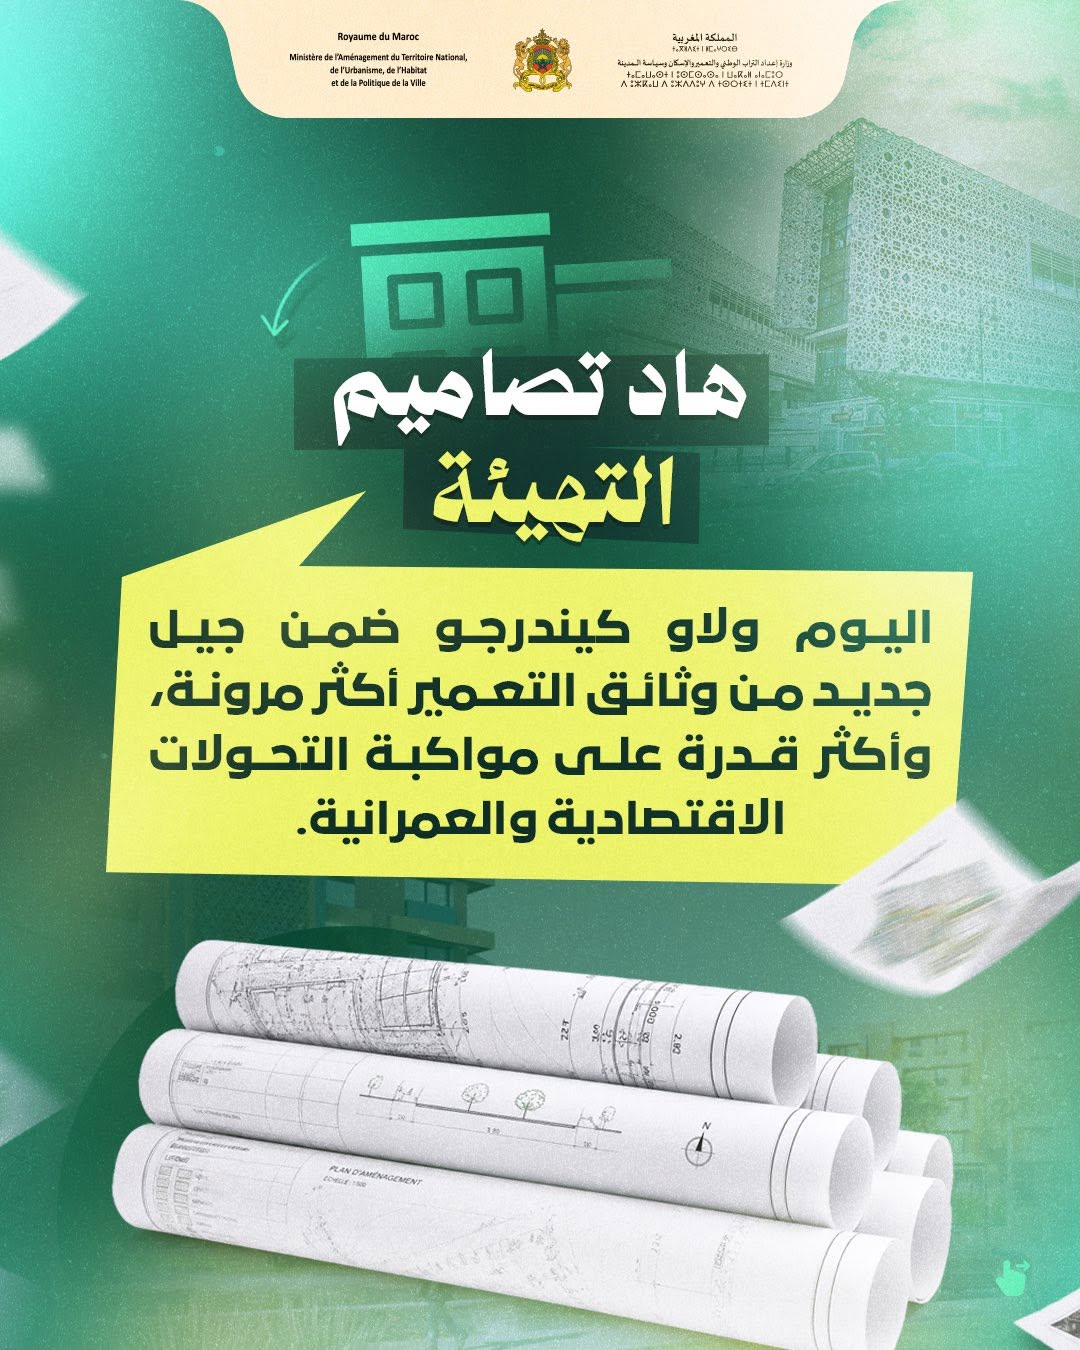 Royaume du Maroc
Ministère de l'Aménagement du Territoire National,
de l'Urbanisme, de l'Habitat
et de la Politique de la Ville
المملكة المغربية
ⵜⴰⴳⵍⴷⵉⵜ ⵏ ⵍⵎⵖⵔⵉⴱ
وزارة إعداد التراب الوطني والتعمير والإسكان وسياسة المدينة
هاد تصاميم
التهيئة
اليوم ولاو كيندرجو ضمن جيل
جديد من وثائق التعمير أكثر مرونة،
وأكثر قدرة على مواكبة التحولات
الاقتصادية والعمرانية.
N
PLAN D'AMÉNAGEMENT